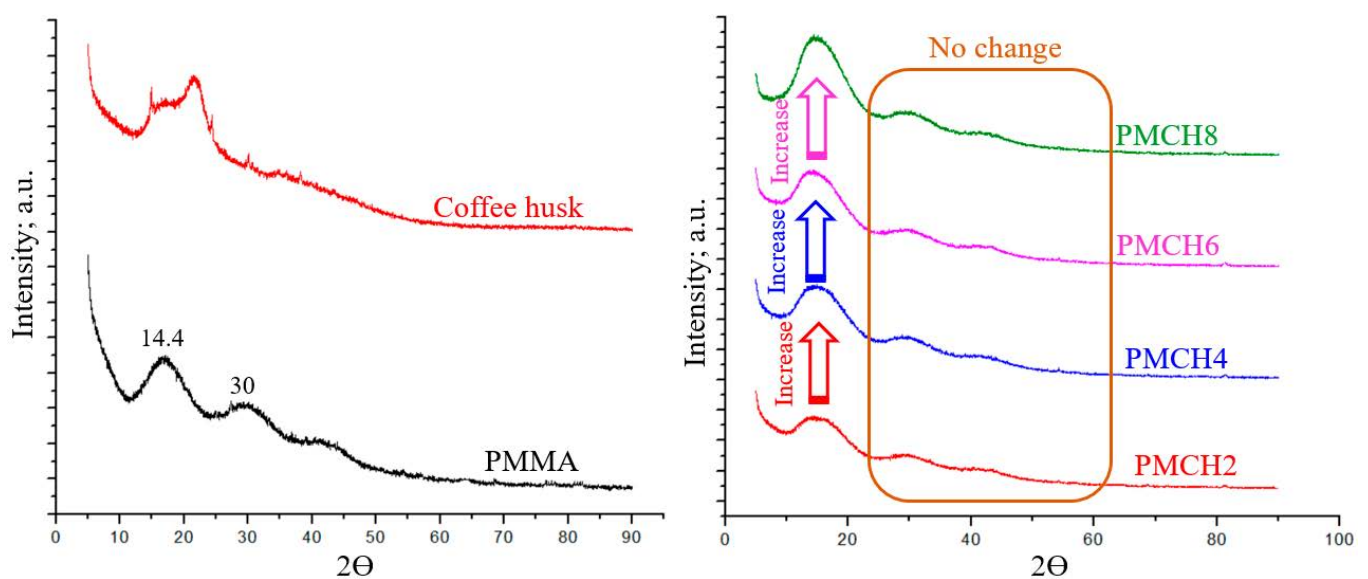 Intensity; a.u.
Coffee husk
14.4
30
PMMA
0 10 20 30 40 50 60 70 80 90
2ϴ
Intensity; a.u.
No change
Increase
PMCH8
Increase
PMCH6
Increase
PMCH4
PMCH2
0 20 40 60 80 100
2ϴ